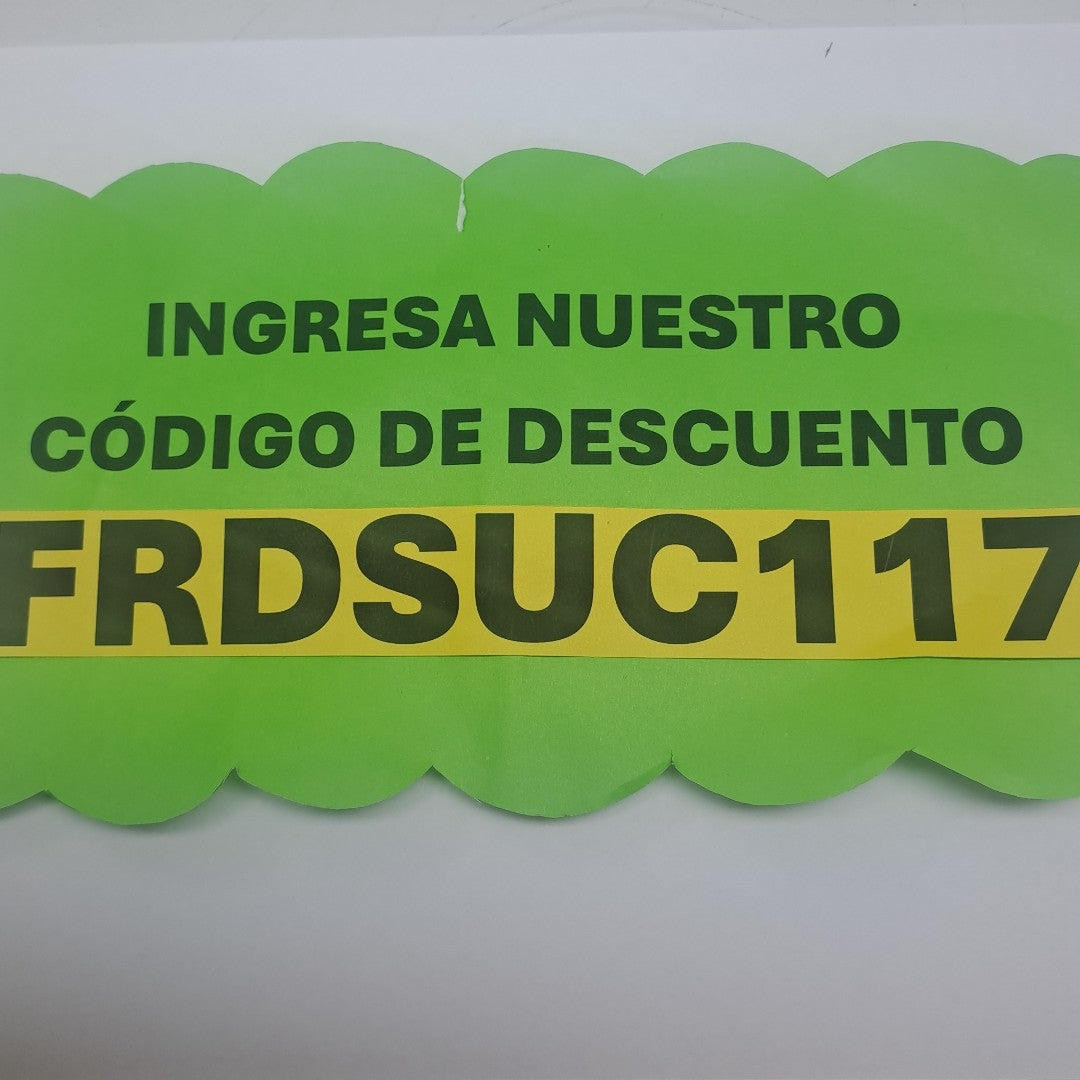 INGRESA NUESTRO
CÓDIGO DE DESCUENTO
FRDSUC117